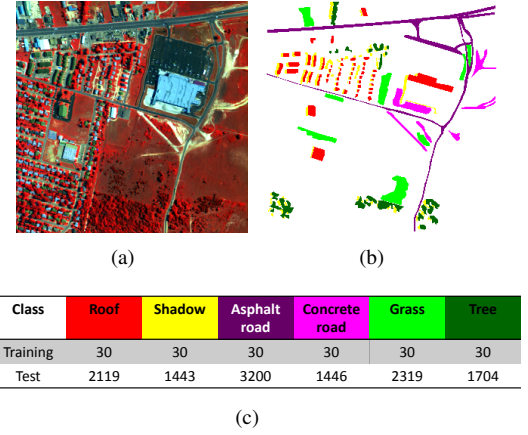 (a)
(b)
Class Roof Shadow Asphalt road Concrete road Grass Tree
Training 30 30 30 30 30 30
Test 2119 1443 3200 1446 2319 1704
(c)